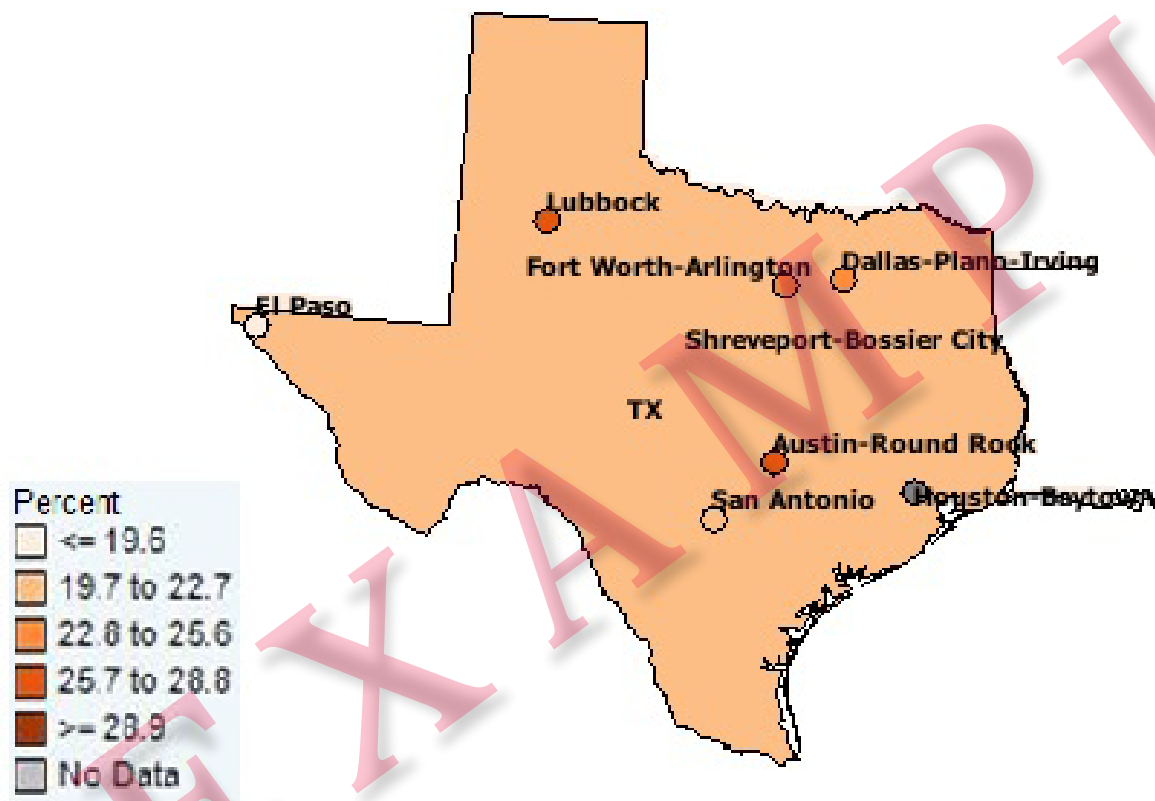 Lubbock
Fort Worth-Arlington
Dallas-Plano-Irving
El Paso
Shreveport-Bossier City
TX
Austin-Round Rock
San Antonio
Houston-Baytown
Percent
<= 19.6
19.7 to 22.7
22.8 to 25.6
25.7 to 28.8
>= 28.9
No Data
EXAMPL